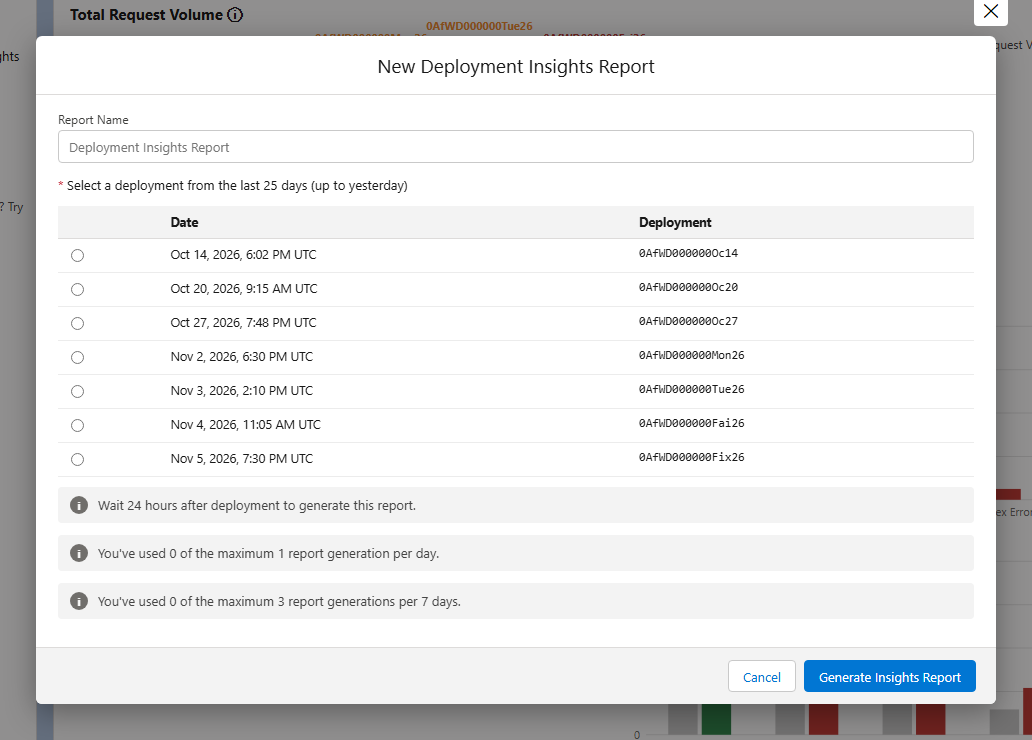 Total Request Volume
0AfWD000000Tue26
ghts
quest V
New Deployment Insights Report
Report Name
Deployment Insights Report
* Select a deployment from the last 25 days (up to yesterday)
? Try
Date Deployment
Oct 14, 2026, 6:02 PM UTC 0AfWD000000Oc14
Oct 20, 2026, 9:15 AM UTC 0AfWD000000Oc20
Oct 27, 2026, 7:48 PM UTC 0AfWD000000Oc27
Nov 2, 2026, 6:30 PM UTC 0AfWD000000Mon26
Nov 3, 2026, 2:10 PM UTC 0AfWD000000Tue26
Nov 4, 2026, 11:05 AM UTC 0AfWD000000Fai26
Nov 5, 2026, 7:30 PM UTC 0AfWD000000Fix26
Wait 24 hours after deployment to generate this report.
ex Error
You've used 0 of the maximum 1 report generation per day.
You've used 0 of the maximum 3 report generations per 7 days.
Cancel Generate Insights Report
0